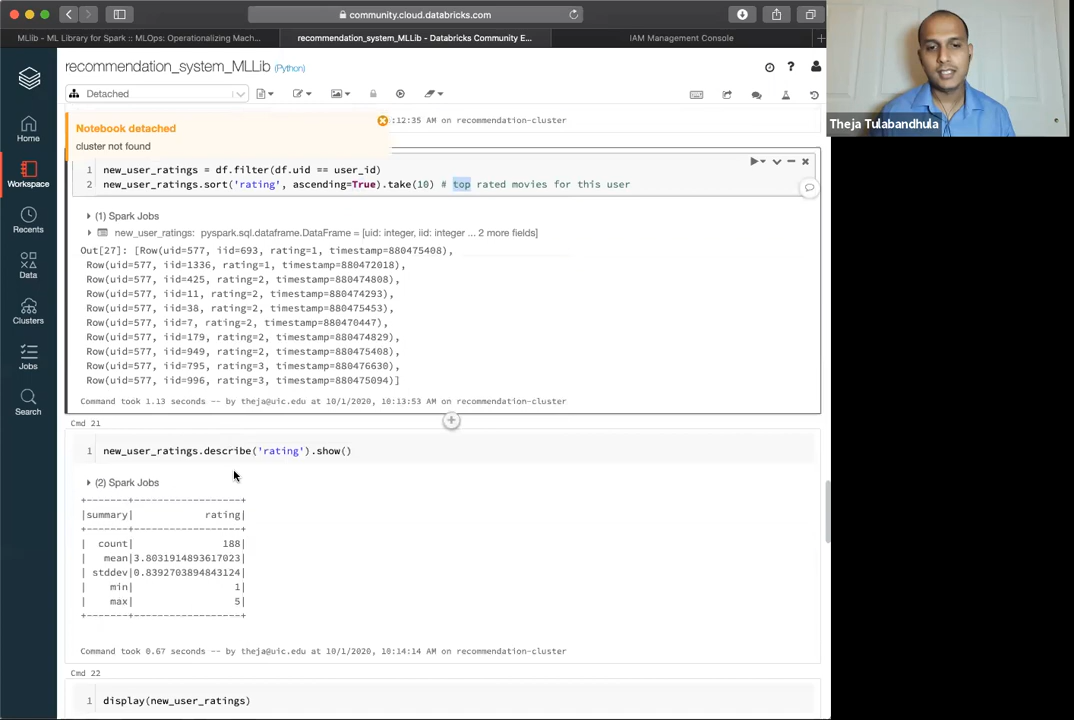 community.cloud.databricks.com
MLlib - ML Library for Spark :: MLOps: Operationalizing Mach...
recommendation_system_MLlib - Databricks Community E...
IAM Management Console
recommendation_system_MLLib (Python)
Detached
Notebook detached
cluster not found
:12:35 AM on recommendation-cluster
1 new_user_ratings = df.filter(df.uid == user_id)
2 new_user_ratings.sort('rating', ascending=True).take(10) # top rated movies for this user
(1) Spark Jobs
new_user_ratings: pyspark.sql.dataframe.DataFrame = [uid: integer, iid: integer ... 2 more fields]
Out[27]: [Row(uid=577, iid=693, rating=1, timestamp=880475408),
Row(uid=577, iid=1336, rating=1, timestamp=880472018),
Row(uid=577, iid=425, rating=2, timestamp=880474808),
Row(uid=577, iid=11, rating=2, timestamp=880474293),
Row(uid=577, iid=38, rating=2, timestamp=880475453),
Row(uid=577, iid=7, rating=2, timestamp=880470447),
Row(uid=577, iid=179, rating=2, timestamp=880474829),
Row(uid=577, iid=949, rating=2, timestamp=880475408),
Row(uid=577, iid=795, rating=3, timestamp=880476630),
Row(uid=577, iid=996, rating=3, timestamp=880475094)]
Command took 1.13 seconds -- by theja@uic.edu at 10/1/2020, 10:13:53 AM on recommendation-cluster
Cmd 21
1 new_user_ratings.describe('rating').show()
(2) Spark Jobs
+-------+------------------+
|summary| rating|
+-------+------------------+
| count| 188|
| mean|3.8031914893617023|
| stddev|0.8392703894843124|
| min| 1|
| max| 5|
+-------+------------------+
Command took 0.67 seconds -- by theja@uic.edu at 10/1/2020, 10:14:14 AM on recommendation-cluster
Cmd 22
1 display(new_user_ratings)
Home
Workspace
Recents
Data
Clusters
Jobs
Search
Theja Tulabandhula